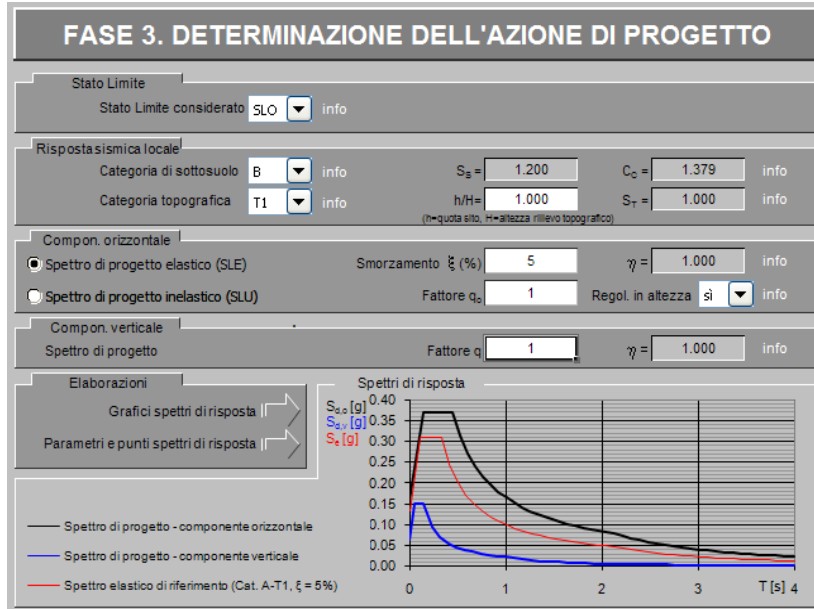 FASE 3. DETERMINAZIONE DELL'AZIONE DI PROGETTO
Stato Limite
Stato Limite considerato SLO info
Risposta sismica locale
Categoria di sottosuolo B info SS = 1.200 CC = 1.379 info
Categoria topografica T1 info h/H= 1.000 ST = 1.000 info
(h=quota sito, H=altezza rilievo topografico)
Compon. orizzontale
Spettro di progetto elastico (SLE) Smorzamento ξ (%) 5 η = 1.000 info
Spettro di progetto inelastico (SLU) Fattore qo 1 Regol. in altezza sì info
Compon. verticale
Spettro di progetto Fattore q 1 η = 1.000 info
Elaborazioni
Grafici spettri di risposta
Parametri e punti spettri di risposta
Spettri di risposta
Sd,o [g]
Sd,v [g]
Se [g]
0.40
0.35
0.30
0.25
0.20
0.15
0.10
0.05
0.00
0 1 2 3 T [s] 4
Spettro di progetto - componente orizzontale
Spettro di progetto - componente verticale
Spettro elastico di riferimento (Cat. A-T1, ξ = 5%)